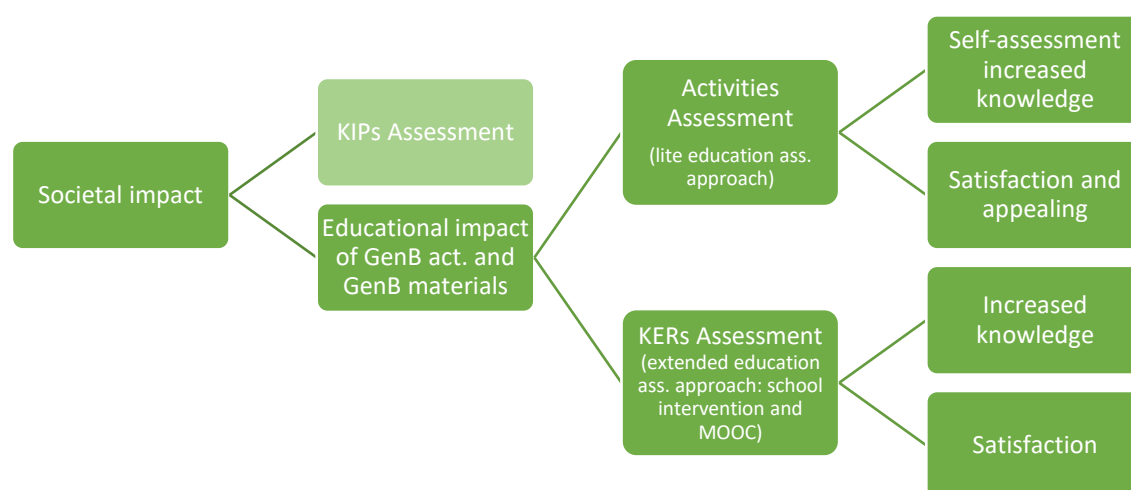 Societal impact
KIPs Assessment
Educational impact
of GenB act. and
GenB materials
Activities
Assessment
(lite education ass.
approach)
KERs Assessment
(extended education
ass. approach: school
intervention and
MOOC)
Self-assessment
increased
knowledge
Satisfaction and
appealing
Increased
knowledge
Satisfaction